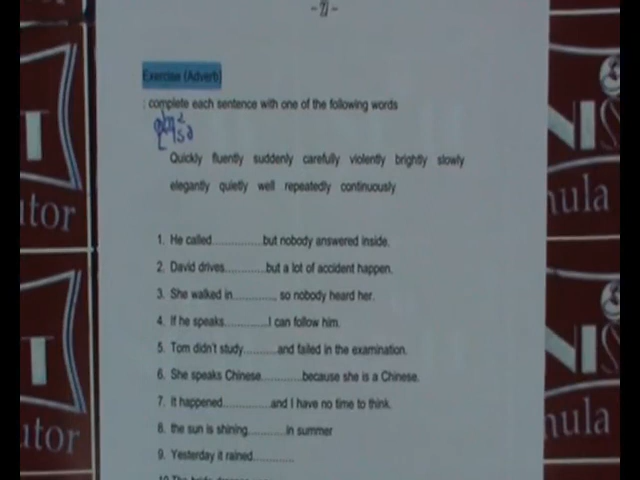 - 7 -
Exercise (Adverb)
: complete each sentence with one of the following words
Quickly fluently suddenly carefully violently brightly slowly
elegantly quietly well repeatedly continuously
1. He called..............but nobody answered inside.
2. David drives............but a lot of accident happen.
3. She walked in............, so nobody heard her.
4. If he speaks............I can follow him.
5. Tom didn't study..........and failed in the examination.
6. She speaks Chinese............because she is a Chinese.
7. It happened..............and I have no time to think.
8. the sun is shining...........in summer
9. Yesterday it rained............